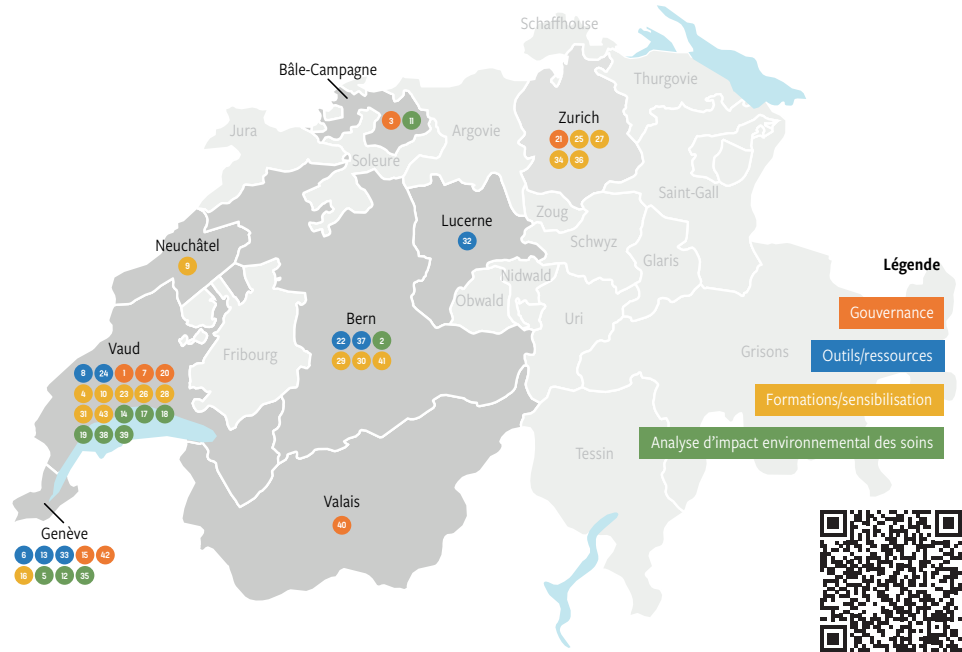 Schaffhouse
Bâle-Campagne
Thurgovie
3 11
Zurich
Jura
Argovie
21 25 27
Soleure
34 36
Saint-Gall
Zoug
Lucerne
32
Schwyz
Neuchâtel
9
Glaris
Légende
Nidwald
Obwald
Gouvernance
Bern
Uri
22 37 2
29 30 41
Vaud
Fribourg
Grisons
Outils/ressources
8 24 1 7 20
4 10 23 26 28
31 43 14 17 18
19 38 39
Formations/sensibilisation
Analyse d'impact environnemental des soins
Tessin
Valais
40
Genève
6 13 33 15 42
16 5 12 35